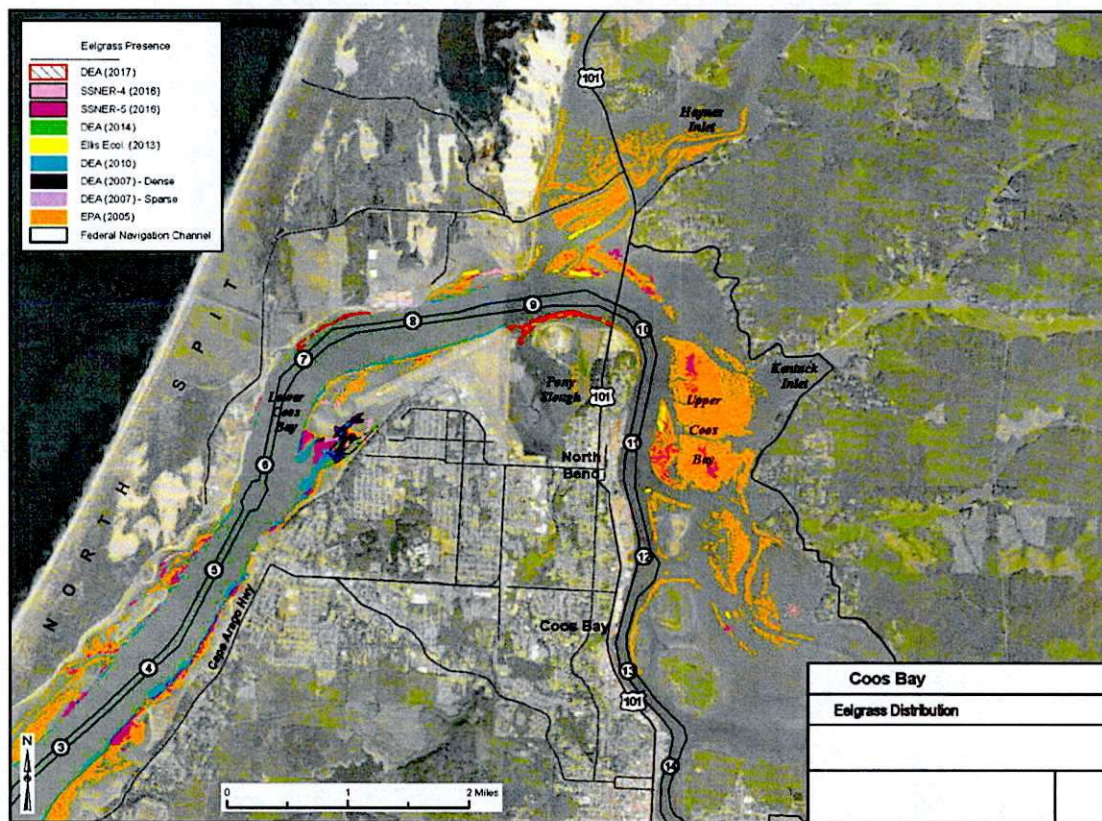 Eelgrass Presence
DEA (2017)
SSNER-4 (2016)
SSNER-5 (2016)
DEA (2014)
Ellis Ecol. (2013)
DEA (2010)
DEA (2007) - Dense
DEA (2007) - Sparse
EPA (2005)
Federal Navigation Channel
101
Haynes
Inlet
NORTH SPIT
9
8
10
7
Kentuck
Inlet
Pony
Slough
101
Upper
Coos
Bay
Lower
Coos
Bay
11
North
Bend
6
12
5
Cape Arago Hwy
Coos Bay
4
13
101
3
14
N
0 1 2 Miles
Coos Bay
Eelgrass Distribution